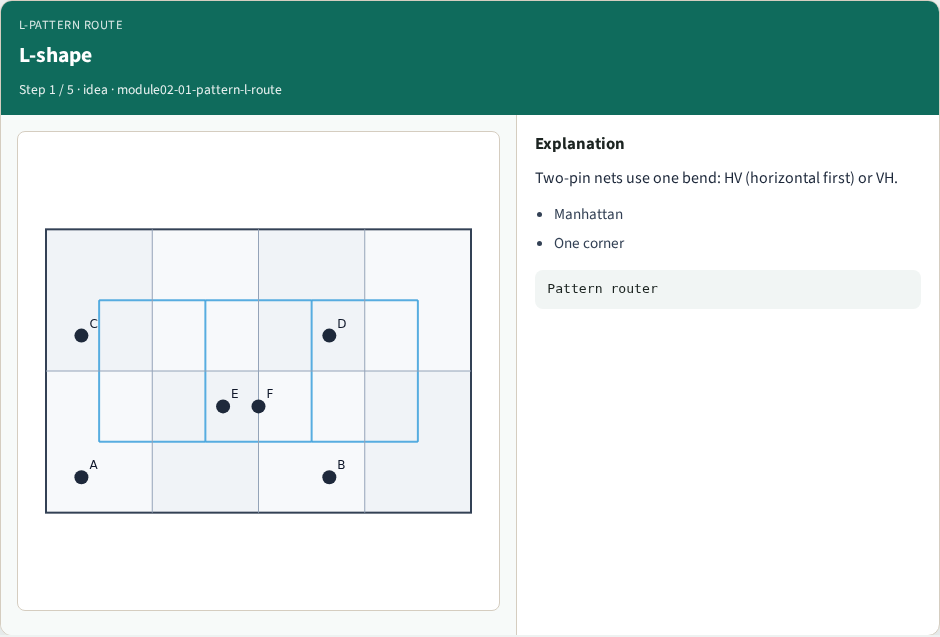 L-PATTERN ROUTE
L-shape
Step 1 / 5 · idea · module02-01-pattern-l-route
C
D
E
F
A
B
Explanation
Two-pin nets use one bend: HV (horizontal first) or VH.
• Manhattan
• One corner
Pattern router